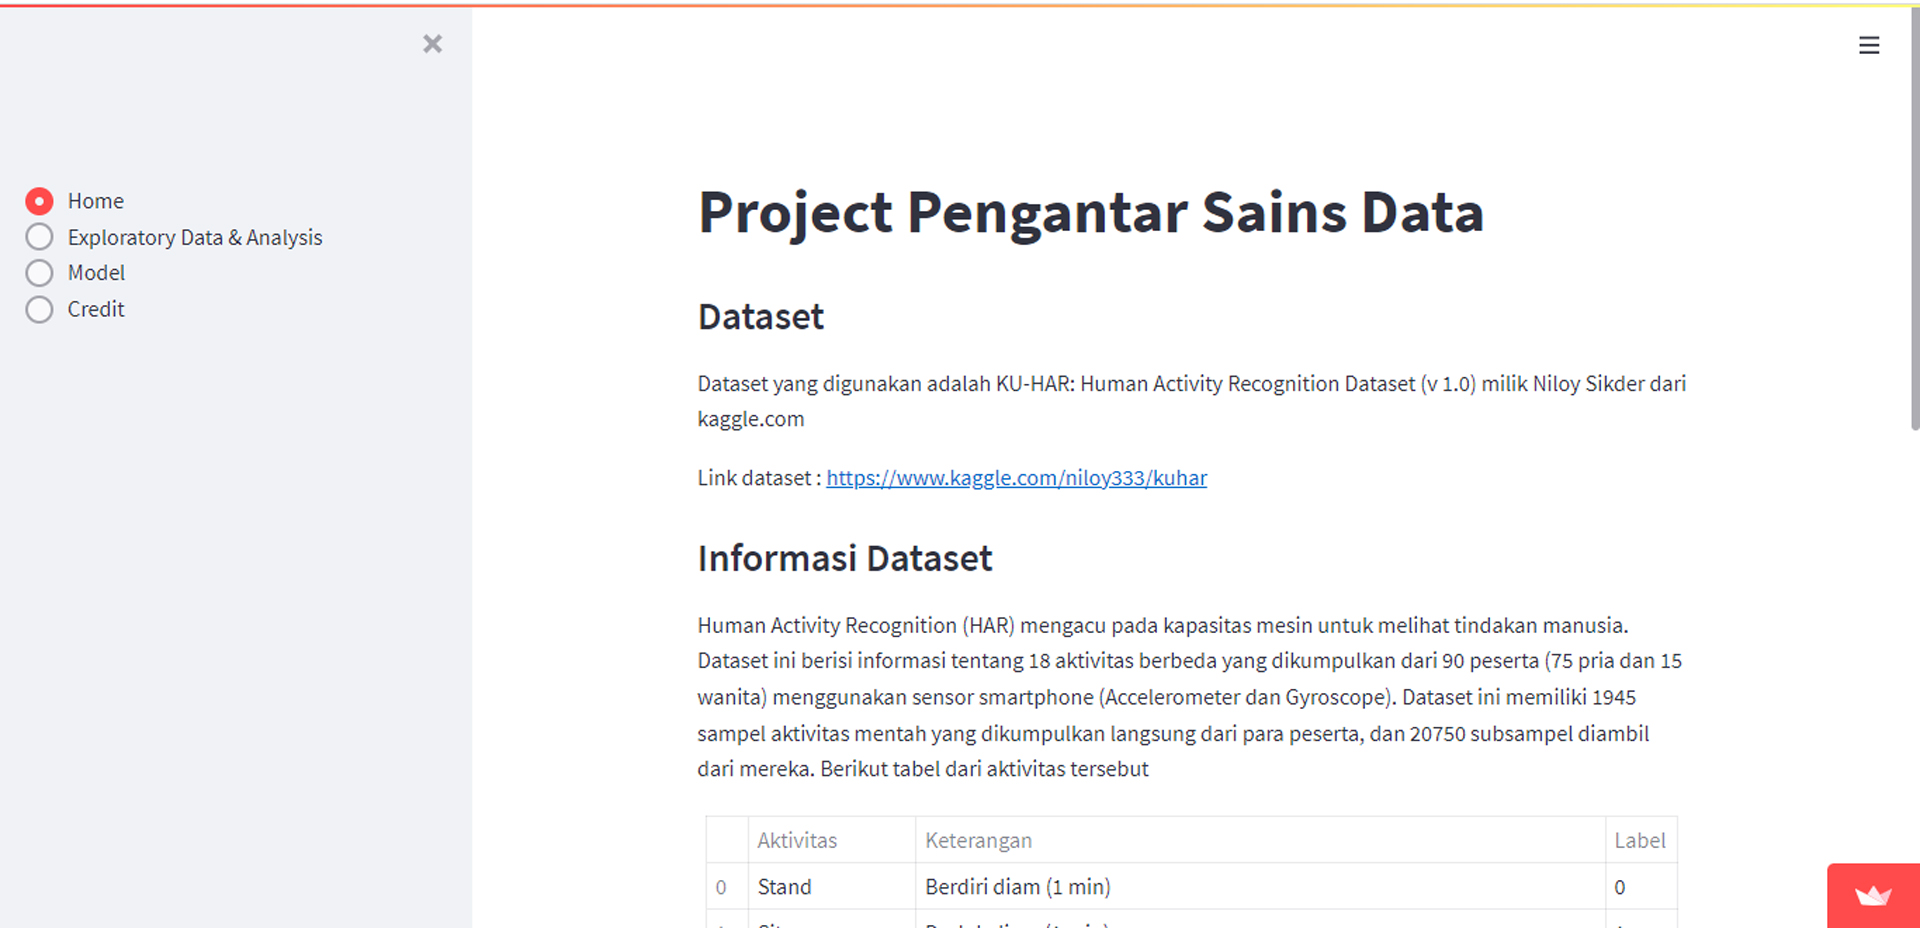 Home
Exploratory Data & Analysis
Model
Credit
Project Pengantar Sains Data
Dataset
Dataset yang digunakan adalah KU-HAR: Human Activity Recognition Dataset (v 1.0) milik Niloy Sikder dari
kaggle.com
Link dataset : https://www.kaggle.com/niloy333/kuhar
Informasi Dataset
Human Activity Recognition (HAR) mengacu pada kapasitas mesin untuk melihat tindakan manusia.
Dataset ini berisi informasi tentang 18 aktivitas berbeda yang dikumpulkan dari 90 peserta (75 pria dan 15
wanita) menggunakan sensor smartphone (Accelerometer dan Gyroscope). Dataset ini memiliki 1945
sampel aktivitas mentah yang dikumpulkan langsung dari para peserta, dan 20750 subsampel diambil
dari mereka. Berikut tabel dari aktivitas tersebut
Aktivitas Keterangan Label
0 Stand Berdiri diam (1 min) 0